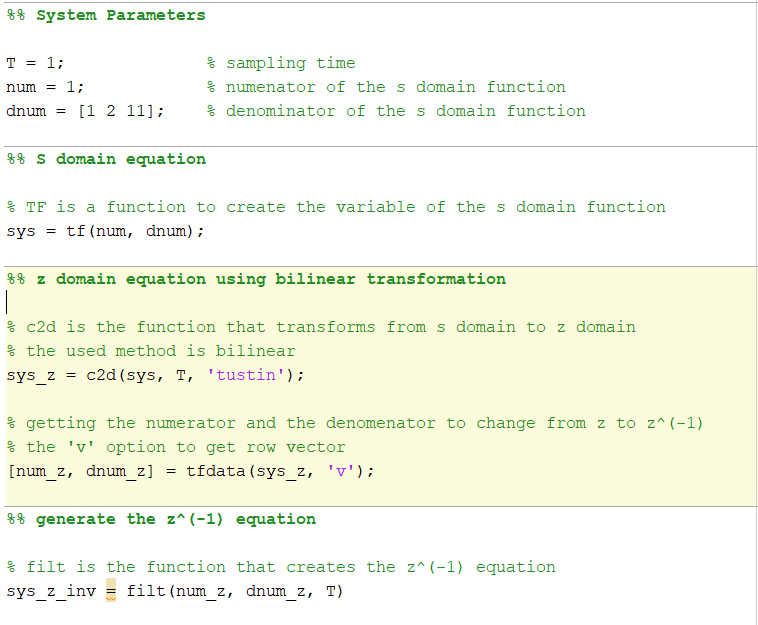 %% System Parameters
T = 1; % sampling time
num = 1; % numenator of the s domain function
dnum = [1 2 11]; % denominator of the s domain function
%% S domain equation
% TF is a function to create the variable of the s domain function
sys = tf(num, dnum);
%% z domain equation using bilinear transformation
% c2d is the function that transforms from s domain to z domain
% the used method is bilinear
sys_z = c2d(sys, T, 'tustin');
% getting the numerator and the denomenator to change from z to z^(-1)
% the 'v' option to get row vector
[num_z, dnum_z] = tfdata(sys_z, 'v');
%% generate the z^(-1) equation
% filt is the function that creates the z^(-1) equation
sys_z_inv = filt(num_z, dnum_z, T)